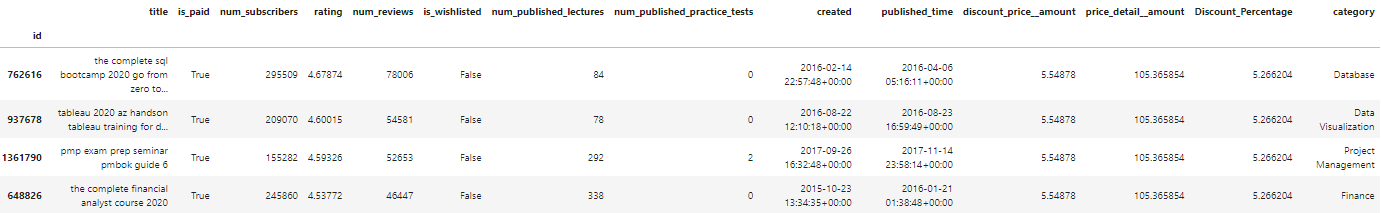 title is_paid num_subscribers rating num_reviews is_wishlisted num_published_lectures num_published_practice_tests created published_time discount_price__amount price_detail__amount Discount_Percentage category
id
the complete sql bootcamp 2020 go from zero to...
762616 True 295509 4.67874 78006 False 84 0 2016-02-14 22:57:48+00:00 2016-04-06 05:16:11+00:00 5.54878 105.365854 5.266204 Database
937678 tableau 2020 az handson tableau training for d... True 209070 4.60015 54581 False 78 0 2016-08-22 12:10:18+00:00 2016-08-23 16:59:49+00:00 5.54878 105.365854 5.266204 Data Visualization
1361790 pmp exam prep seminar pmbok guide 6 True 155282 4.59326 52653 False 292 2 2017-09-26 16:32:48+00:00 2017-11-14 23:58:14+00:00 5.54878 105.365854 5.266204 Project Management
648826 the complete financial analyst course 2020 True 245860 4.53772 46447 False 338 0 2015-10-23 13:34:35+00:00 2016-01-21 01:38:48+00:00 5.54878 105.365854 5.266204 Finance